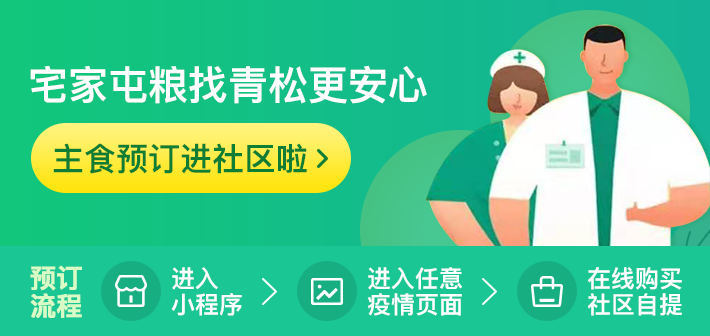 宅家屯粮找青松更安心
主食预订进社区啦
预订
流程
进入
小程序
进入任意
疫情页面
在线购买
社区自提